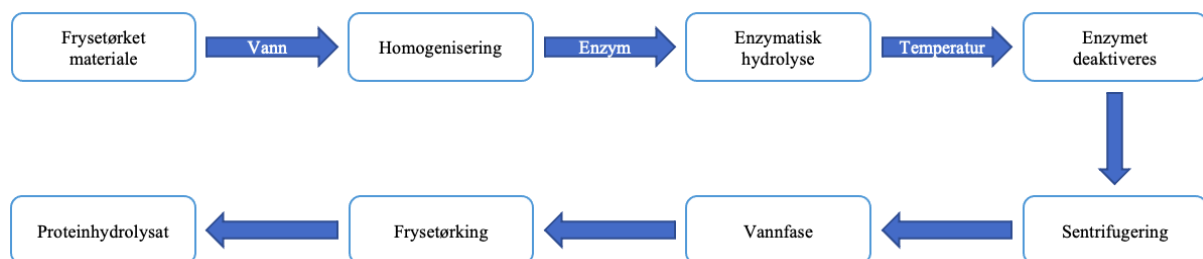 Frysetørket
materiale
Vann
Homogenisering
Enzym
Enzymatisk
hydrolyse
Temperatur
Enzymet
deaktiveres
Sentrifugering
Vannfase
Frysetørking
Proteinhydrolysat